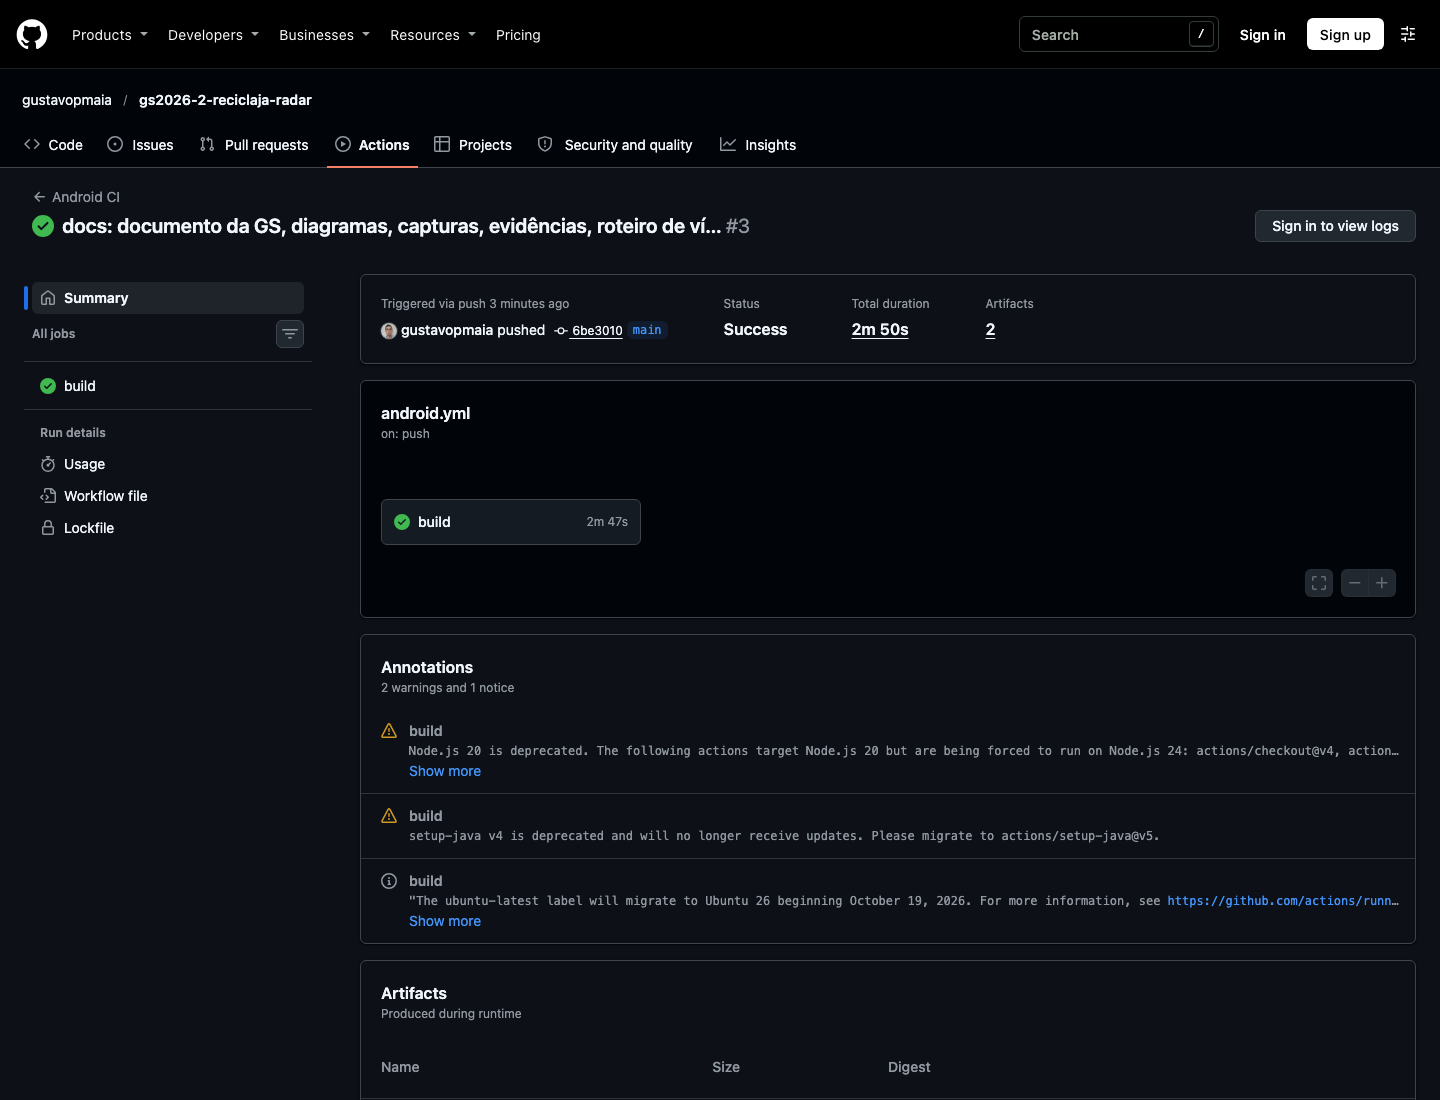 Products Developers Businesses Resources Pricing Search / Sign in Sign up
gustavopmaia / gs2026-2-reciclaja-radar
Code Issues Pull requests Actions Projects Security and quality Insights
Android CI
docs: documento da GS, diagramas, capturas, evidências, roteiro de ví... #3
Sign in to view logs
Summary
All jobs
build
Run details
Usage
Workflow file
Lockfile
Triggered via push 3 minutes ago
gustavopmaia pushed 6be3010 main
Status
Success
Total duration
2m 50s
Artifacts
2
android.yml
on: push
build 2m 47s
Annotations
2 warnings and 1 notice
build
Node.js 20 is deprecated. The following actions target Node.js 20 but are being forced to run on Node.js 24: actions/checkout@v4, action…
Show more
build
setup-java v4 is deprecated and will no longer receive updates. Please migrate to actions/setup-java@v5.
build
"The ubuntu-latest label will migrate to Ubuntu 26 beginning October 19, 2026. For more information, see https://github.com/actions/runn…
Show more
Artifacts
Produced during runtime
Name Size Digest